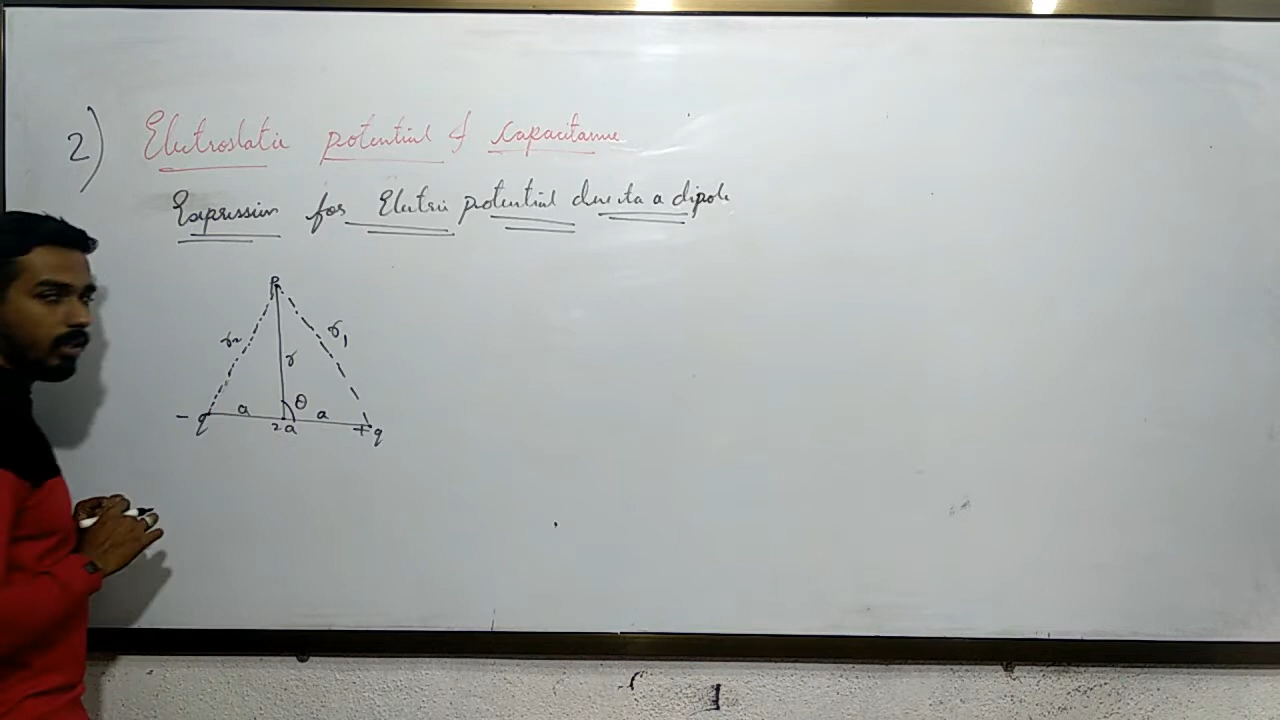 2) Electrostatic potential & Capacitance
Expression for Electric potential due to a dipole
P
r2 r r1
a θ a
- q 2a +q